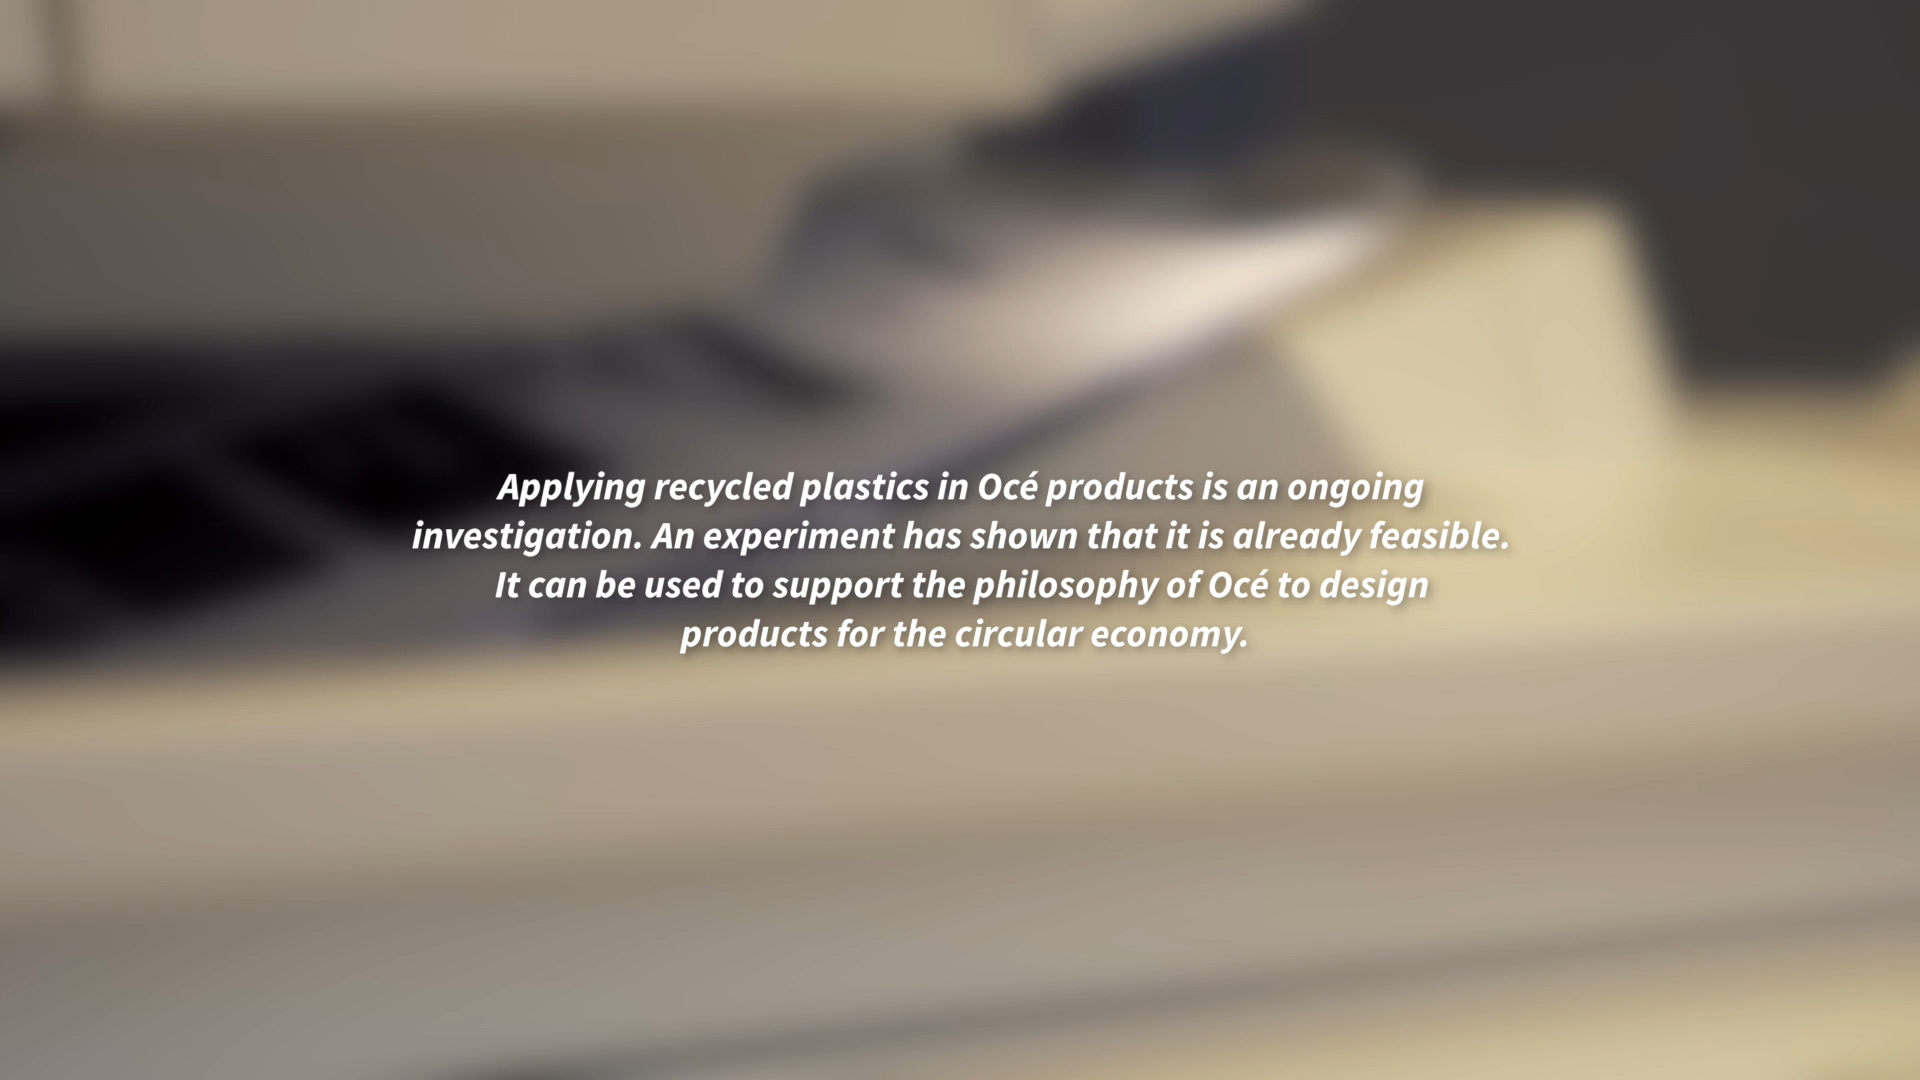 Applying recycled plastics in Océ products is an ongoing
investigation. An experiment has shown that it is already feasible.
It can be used to support the philosophy of Océ to design
products for the circular economy.